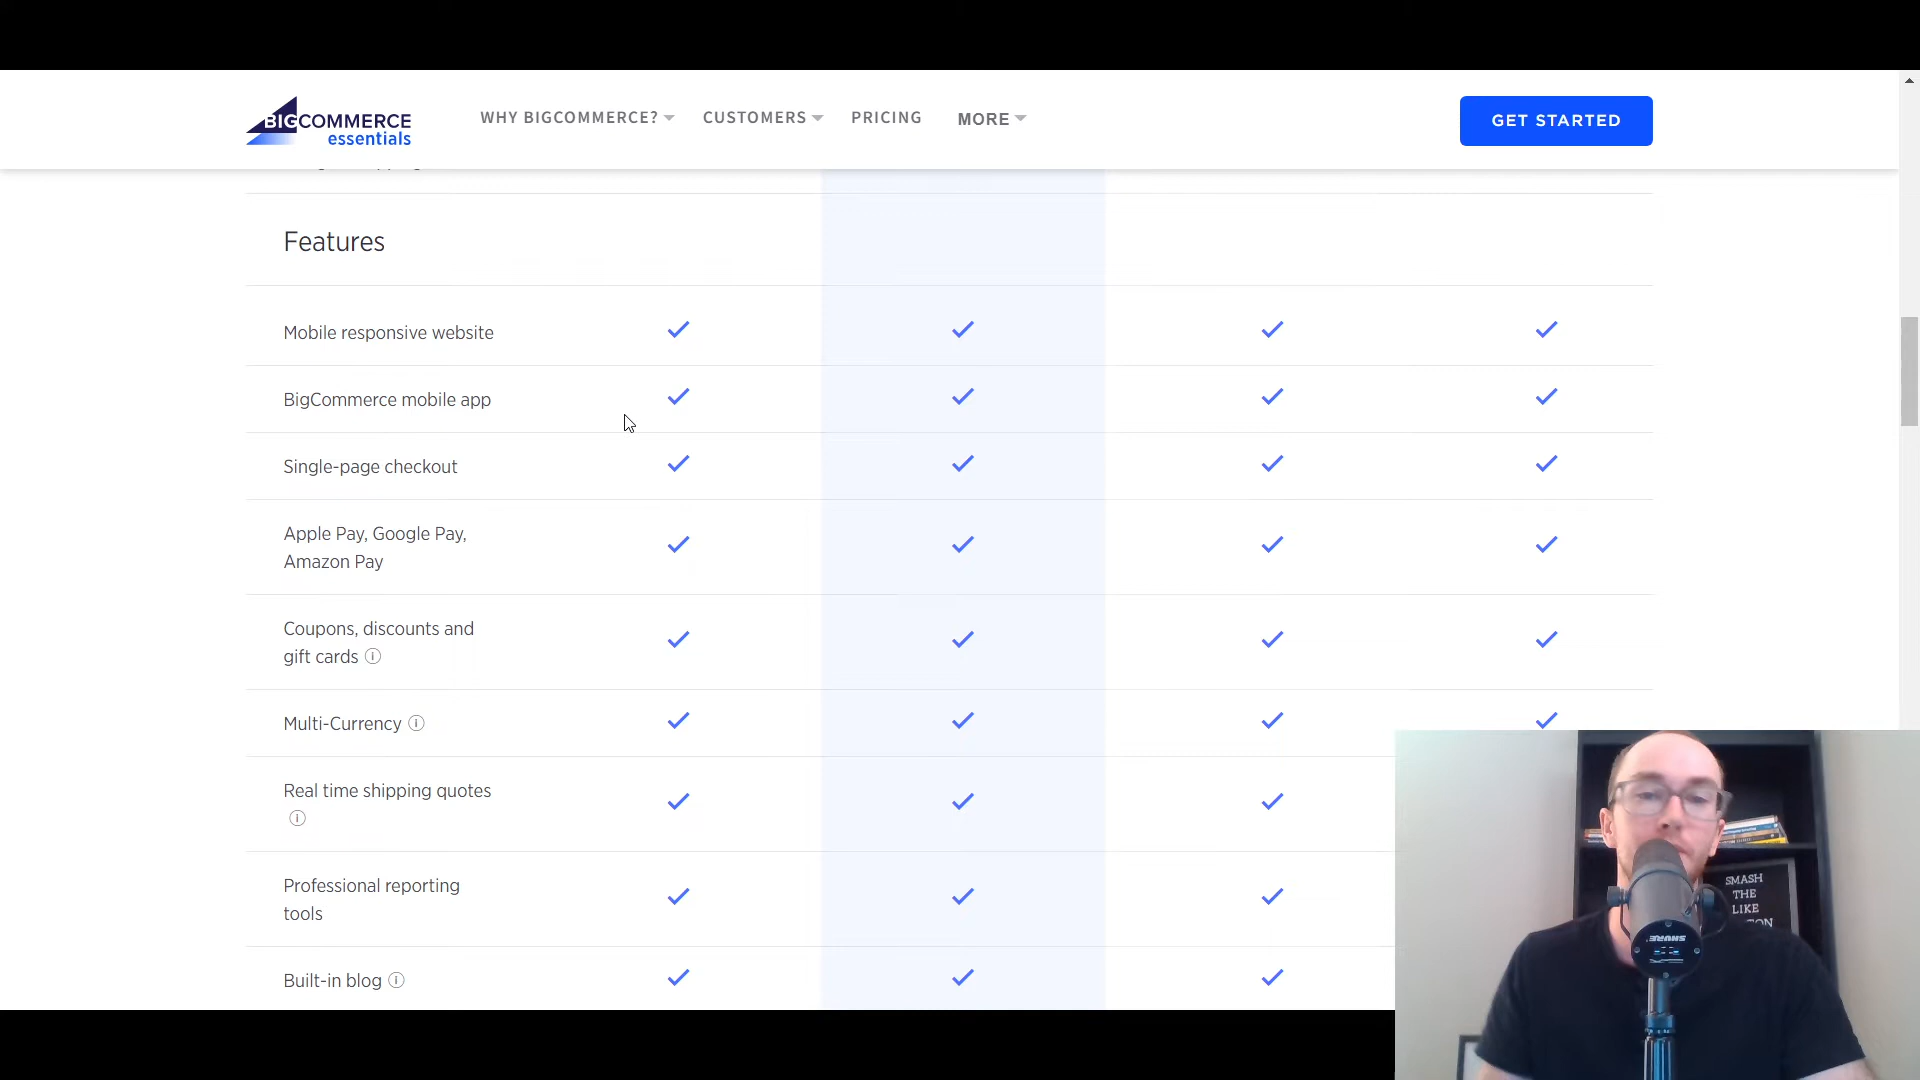 BIGCOMMERCE
essentials
WHY BIGCOMMERCE?
CUSTOMERS
PRICING
MORE
GET STARTED
Features
Mobile responsive website
BigCommerce mobile app
Single-page checkout
Apple Pay, Google Pay,
Amazon Pay
Coupons, discounts and
gift cards
Multi-Currency
Real time shipping quotes
Professional reporting
tools
Built-in blog
SMASH
THE
LIKE
SHURE